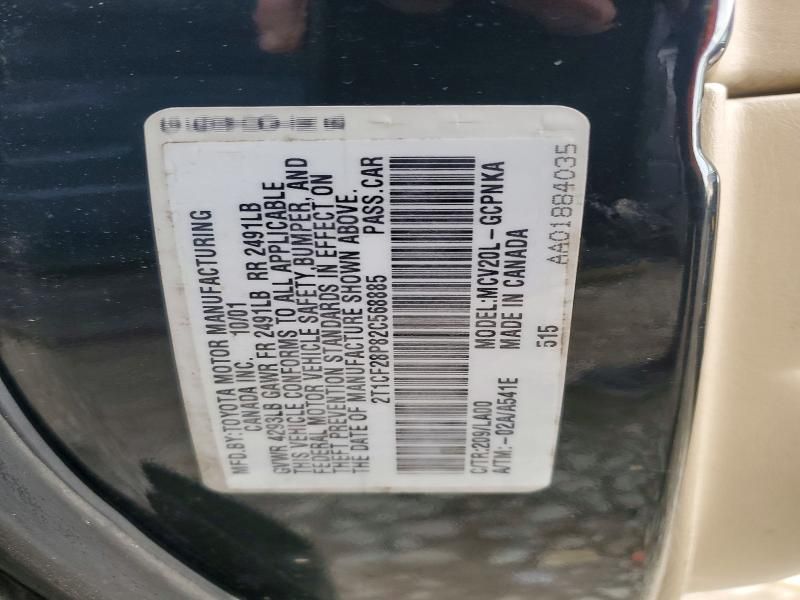 MFD.BY:TOYOTA MOTOR MANUFACTURING
CANADA INC. 10/01
GVWR 4293LB GAWR FR 2491LB RR 2491LB
THIS VEHICLE CONFORMS TO ALL APPLICABLE
FEDERAL MOTOR VEHICLE SAFETY,BUMPER, AND
THEFT PREVENTION STANDARDS IN EFFECT ON
THE DATE OF MANUFACTURE SHOWN ABOVE.
2T1CF28P82C568885 PASS.CAR
C/TR:209/LA00 MODEL:MCV20L-GCPNKA
A/TM:-02A/A541E MADE IN CANADA
515
AA01884035